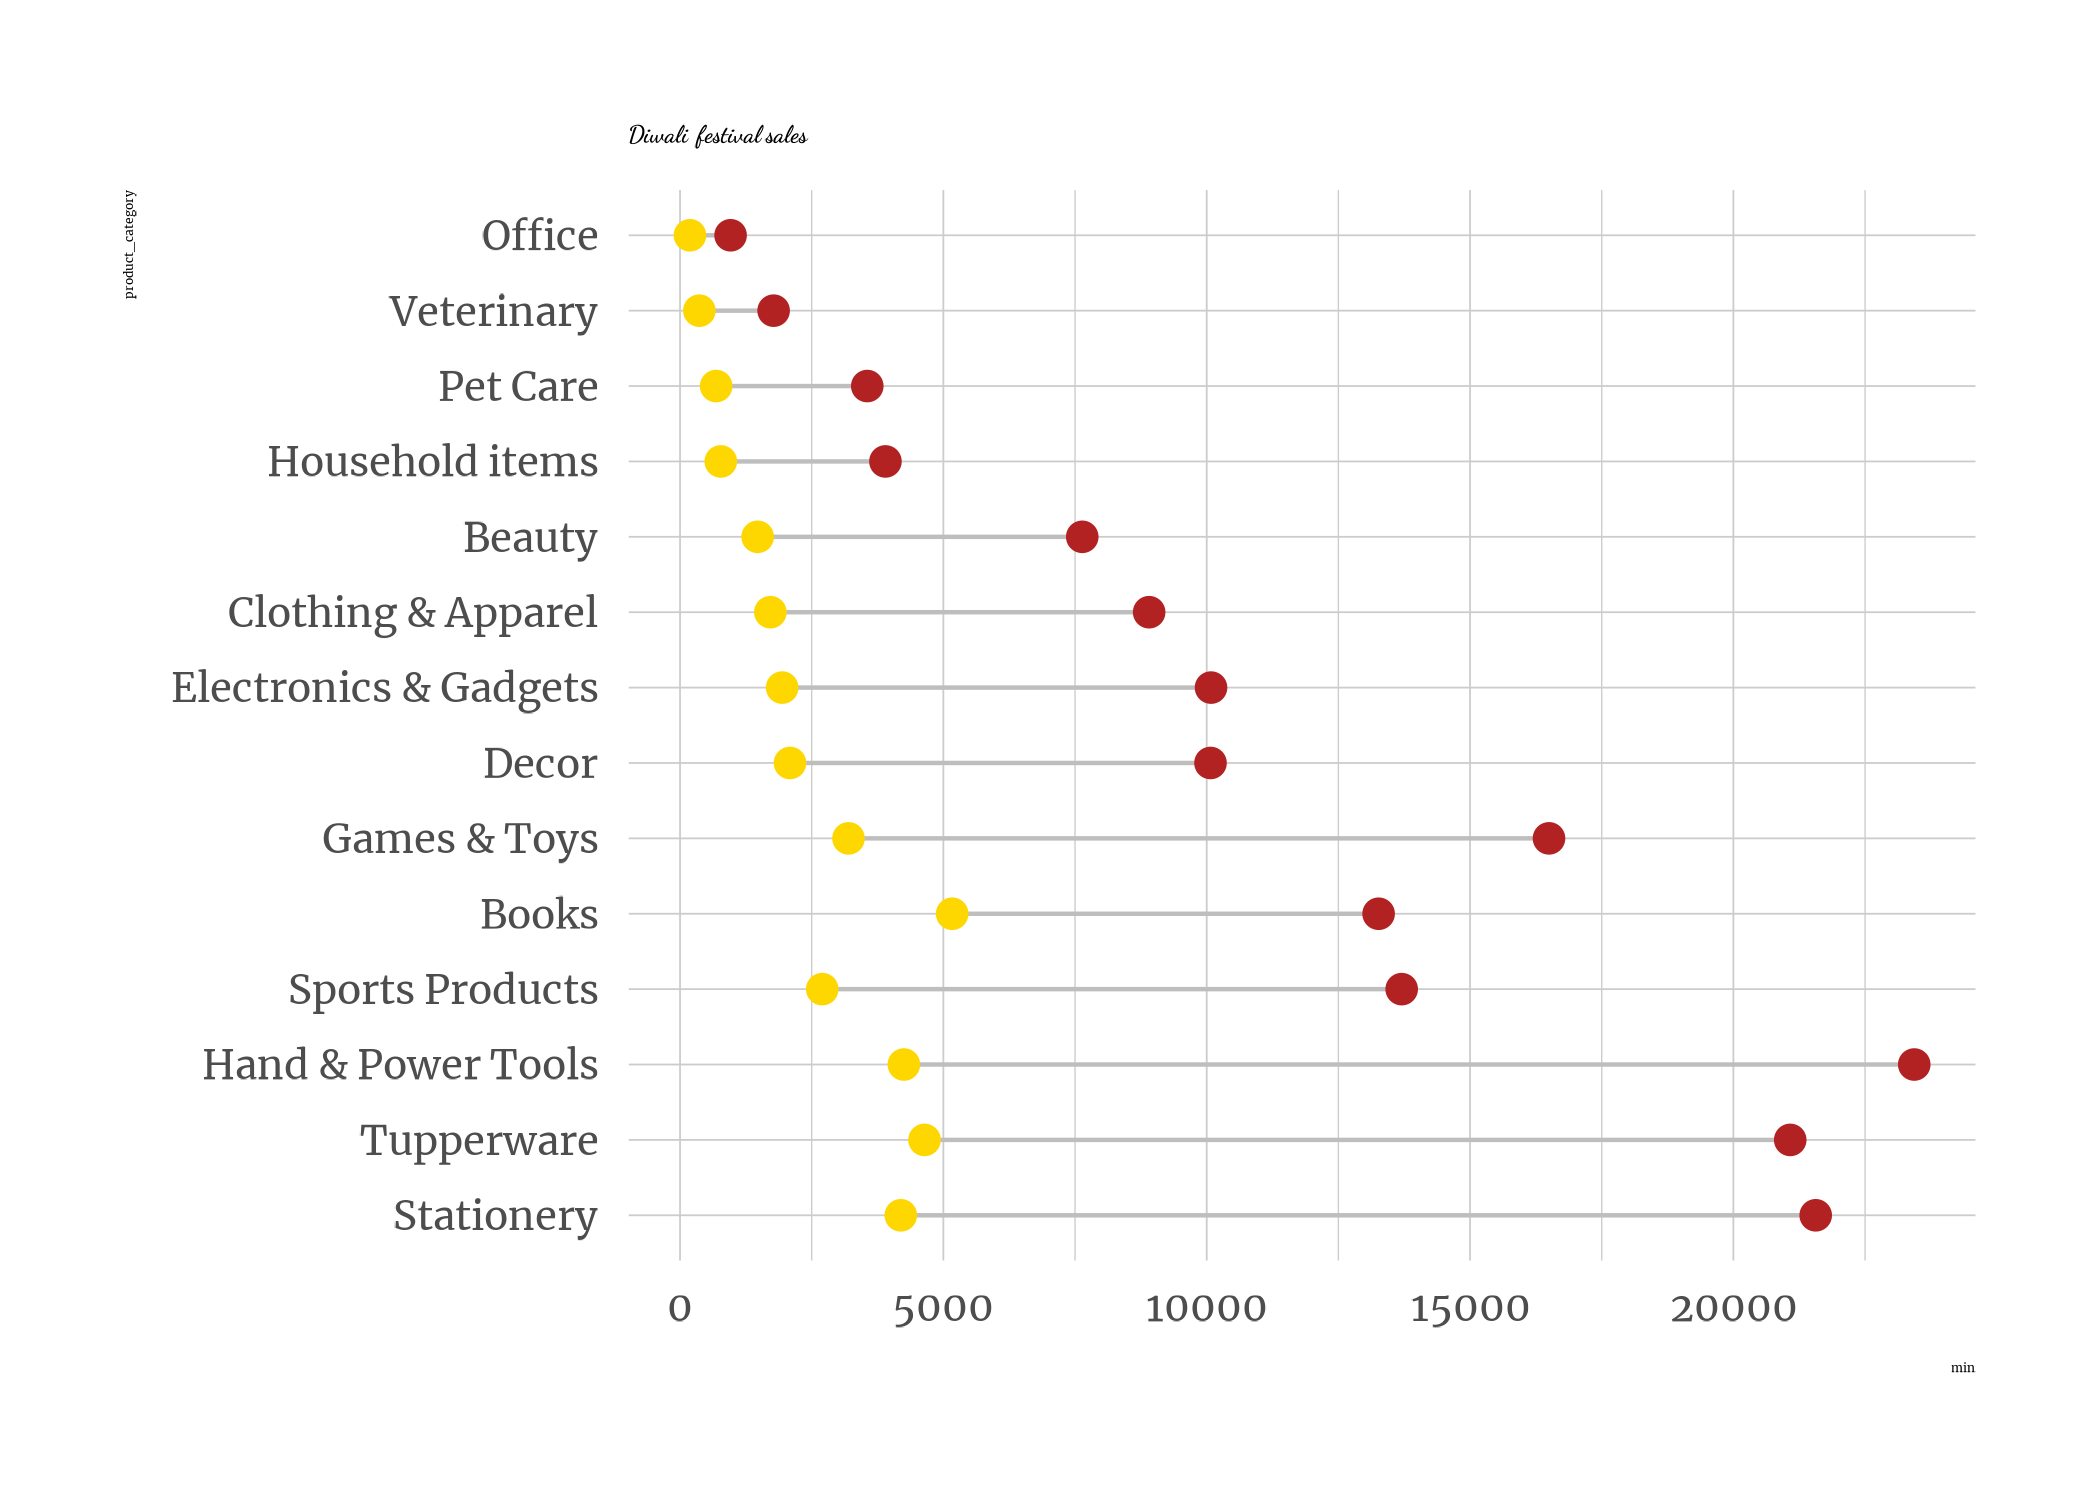 Diwali festival sales
product_category
Office
Veterinary
Pet Care
Household items
Beauty
Clothing & Apparel
Electronics & Gadgets
Decor
Games & Toys
Books
Sports Products
Hand & Power Tools
Tupperware
Stationery
0 5000 10000 15000 20000
min